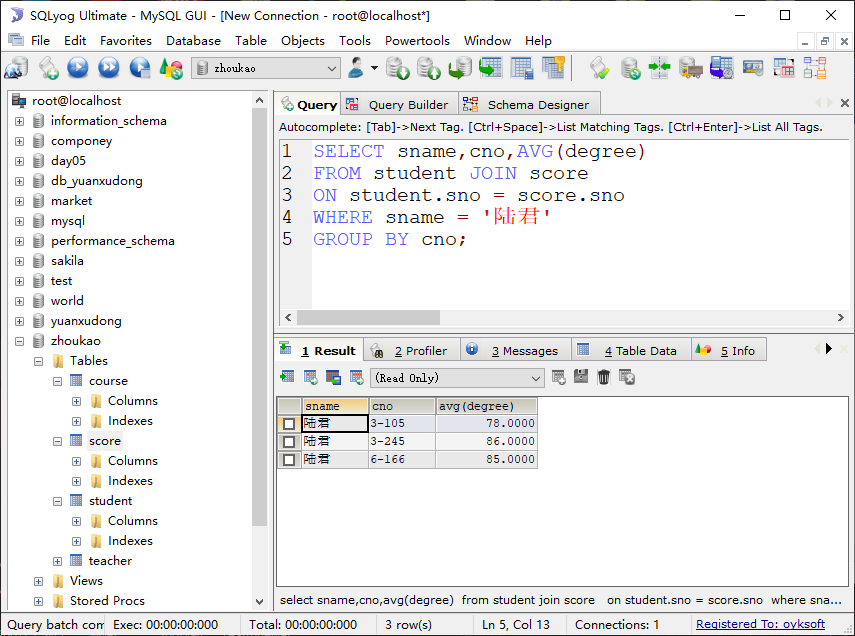 SQLyog Ultimate - MySQL GUI - [New Connection - root@localhost*]
File Edit Favorites Database Table Objects Tools Powertools Window Help
zhoukao
root@localhost
information_schema
componey
day05
db_yuanxudong
market
mysql
performance_schema
sakila
test
world
yuanxudong
zhoukao
Tables
course
Columns
Indexes
score
Columns
Indexes
student
Columns
Indexes
teacher
Views
Stored Procs
Query Query Builder Schema Designer
Autocomplete: [Tab]->Next Tag. [Ctrl+Space]->List Matching Tags. [Ctrl+Enter]->List All Tags.
1 SELECT sname,cno,AVG(degree)
2 FROM student JOIN score
3 ON student.sno = score.sno
4 WHERE sname = '陆君'
5 GROUP BY cno;
1 Result 2 Profiler 3 Messages 4 Table Data 5 Info
(Read Only)
sname cno avg(degree)
陆君 3-105 78.0000
陆君 3-245 86.0000
陆君 6-166 85.0000
select sname,cno,avg(degree) from student join score on student.sno = score.sno where sna...
Query batch com Exec: 00:00:00:000 Total: 00:00:00:000 3 row(s) Ln 5, Col 13 Connections: 1 Registered To: oyksoft